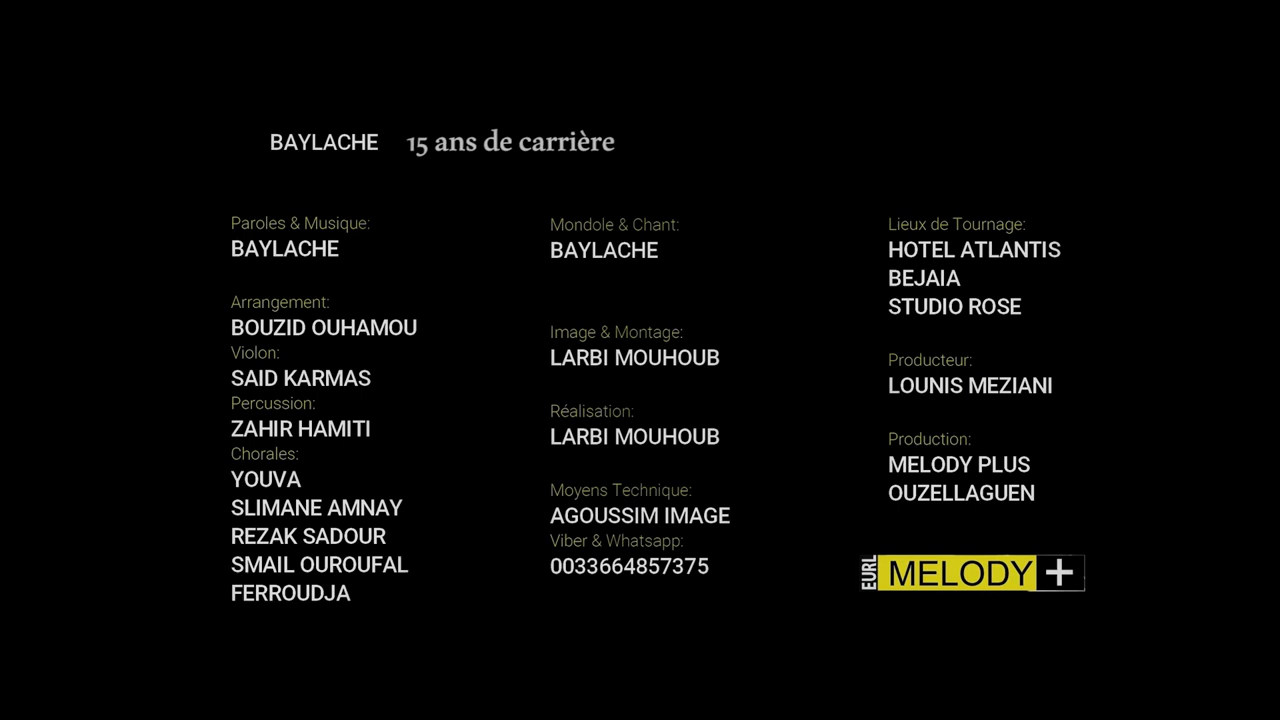 BAYLACHE 15 ans de carrière
Paroles & Musique:
BAYLACHE
Arrangement:
BOUZID OUHAMOU
Violon:
SAID KARMAS
Percussion:
ZAHIR HAMITI
Chorales:
YOUVA
SLIMANE AMNAY
REZAK SADOUR
SMAIL OUROUFAL
FERROUDJA
Mondole & Chant:
BAYLACHE
Image & Montage:
LARBI MOUHOUB
Réalisation:
LARBI MOUHOUB
Moyens Technique:
AGOUSSIM IMAGE
Viber & Whatsapp:
0033664857375
Lieux de Tournage:
HOTEL ATLANTIS
BEJAIA
STUDIO ROSE
Producteur:
LOUNIS MEZIANI
Production:
MELODY PLUS
OUZELLAGUEN
EURL MELODY +